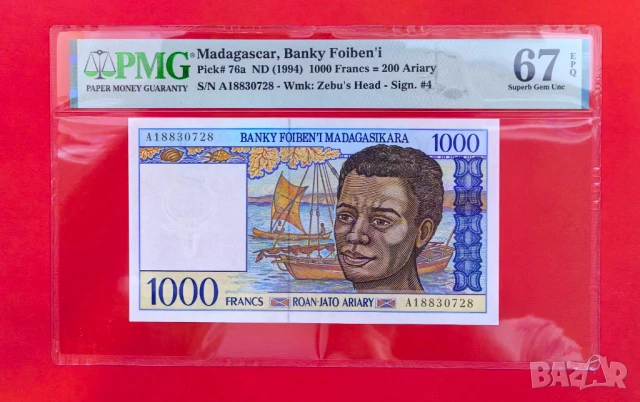 PMG
PAPER MONEY GUARANTY
Madagascar, Banky Foiben'i
Pick# 76a ND (1994) 1000 Francs = 200 Ariary
S/N A18830728 - Wmk: Zebu's Head - Sign. #4
67 EPQ
Superb Gem Unc
A18830728 BANKY FOIBEN'I MADAGASIKARA 1000
1000 FRANCS ROAN-JATO ARIARY A18830728
BAZAR